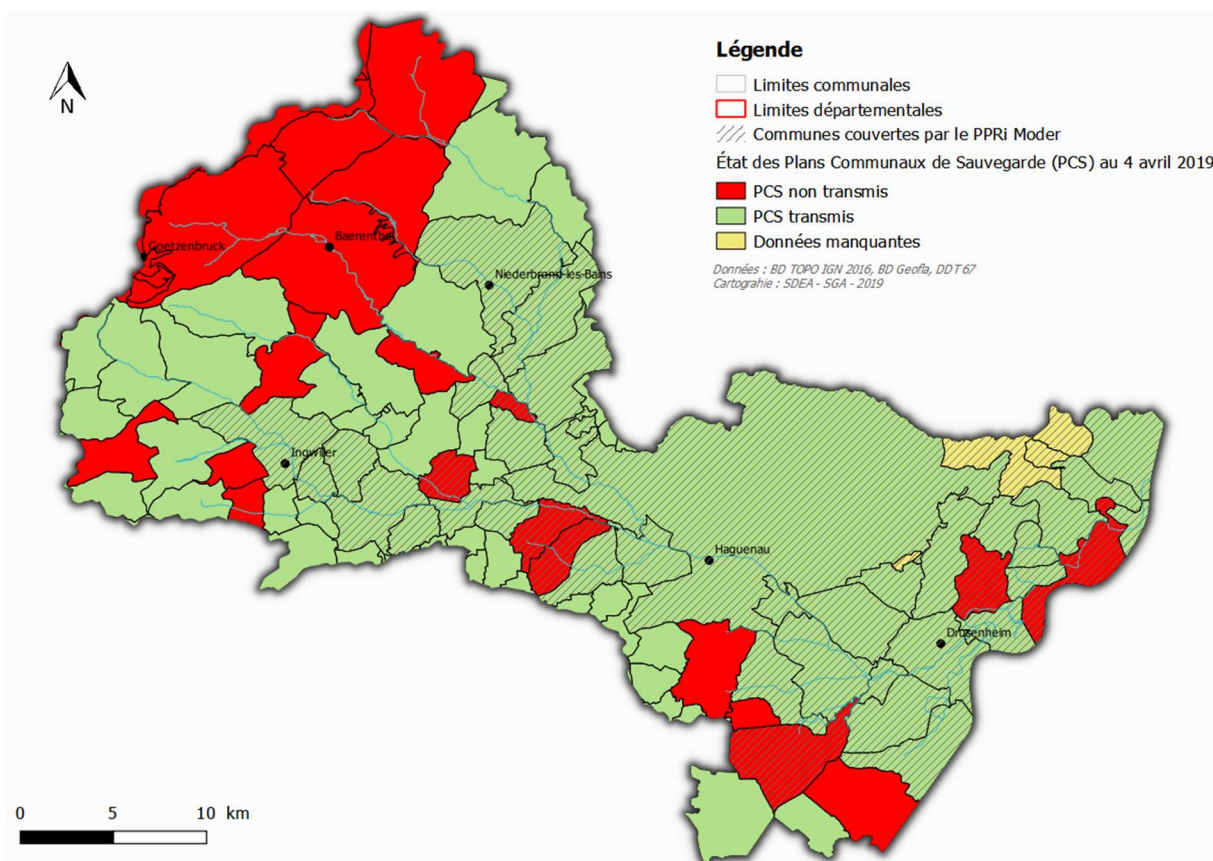 Légende
Limites communales
Limites départementales
Communes couvertes par le PPRi Moder
État des Plans Communaux de Sauvegarde (PCS) au 4 avril 2019
PCS non transmis
PCS transmis
Données manquantes
Données : BD TOPO IGN 2016, BD Geofla, DDT 67
Cartograhie : SDEA - SGA - 2019
N
Goetzenbruck
Baerenthal
Niederbronn-les-Bains
Ingwiller
Haguenau
Drusenheim
0 5 10 km